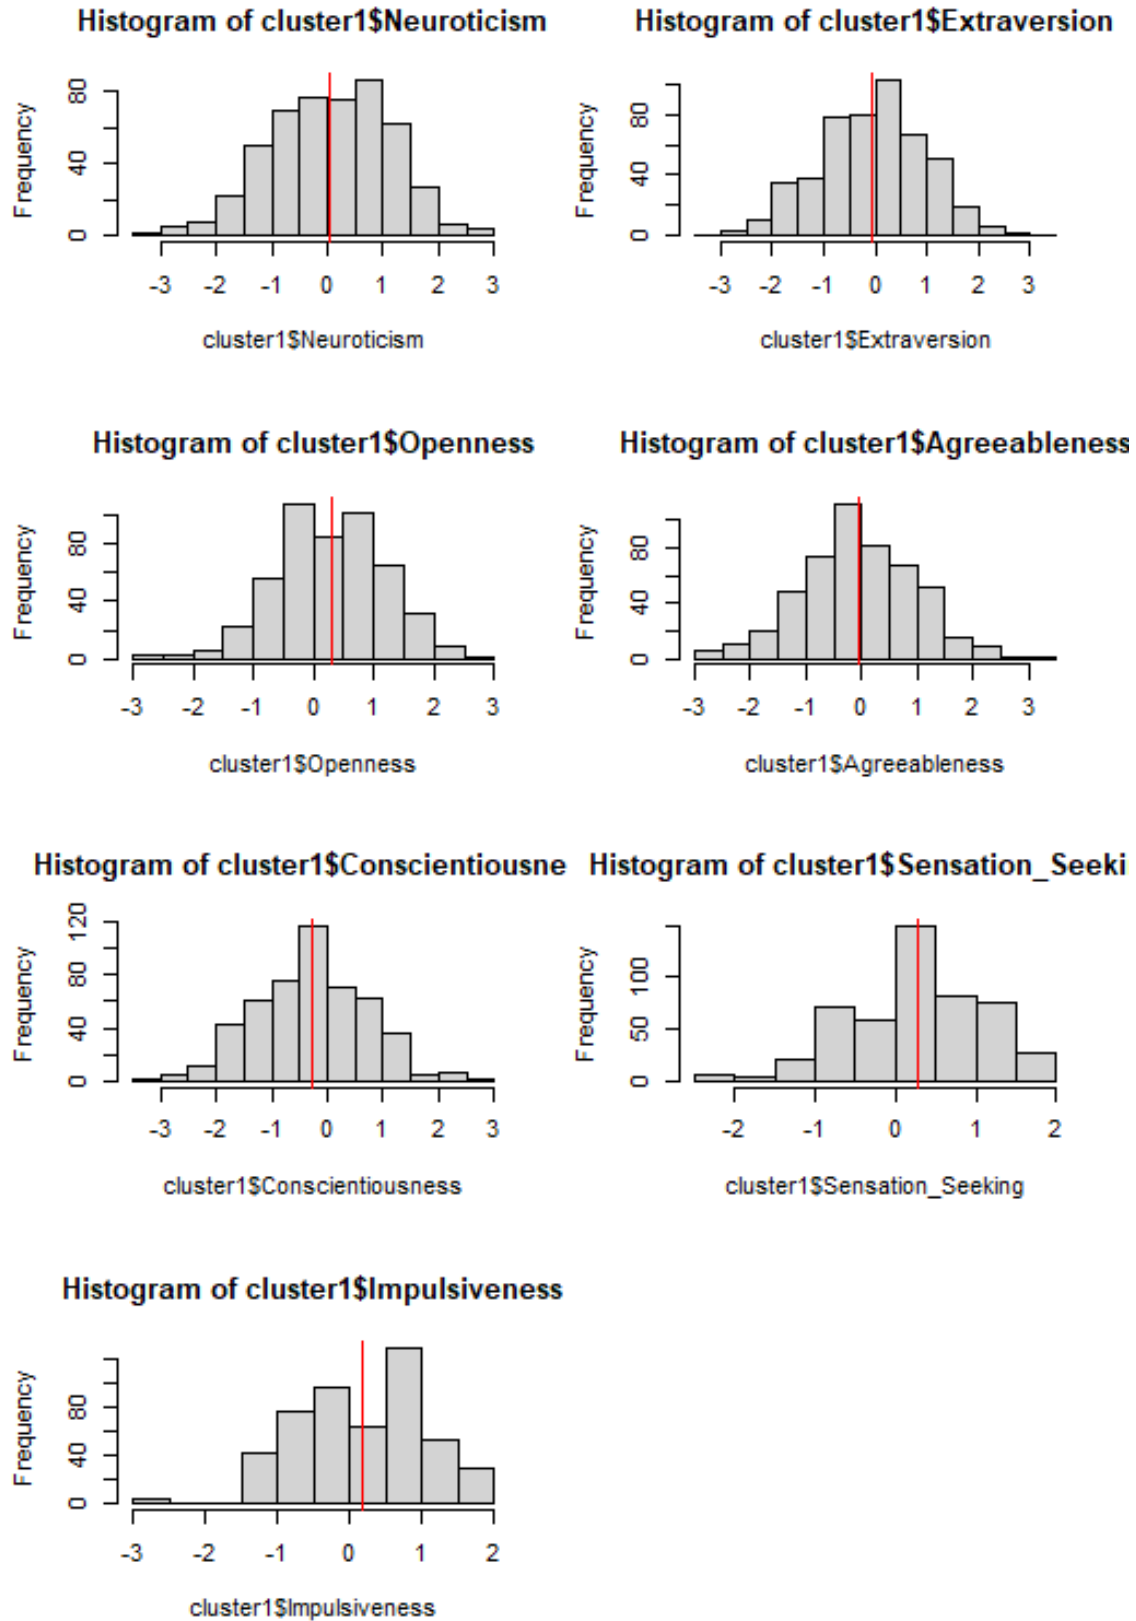 Histogram of cluster1$Neuroticism
Frequency
80
40
0
-3 -2 -1 0 1 2 3
cluster1$Neuroticism
Histogram of cluster1$Extraversion
Frequency
80
40
0
-3 -2 -1 0 1 2 3
cluster1$Extraversion
Histogram of cluster1$Openness
Frequency
80
40
0
-3 -2 -1 0 1 2 3
cluster1$Openness
Histogram of cluster1$Agreeableness
Frequency
80
40
0
-3 -2 -1 0 1 2 3
cluster1$Agreeableness
Histogram of cluster1$Conscientiousne
Frequency
120
80
40
0
-3 -2 -1 0 1 2 3
cluster1$Conscientiousness
Histogram of cluster1$Sensation_Seeki
Frequency
100
50
0
-2 -1 0 1 2
cluster1$Sensation_Seeking
Histogram of cluster1$Impulsiveness
Frequency
80
40
0
-3 -2 -1 0 1 2
cluster1$Impulsiveness